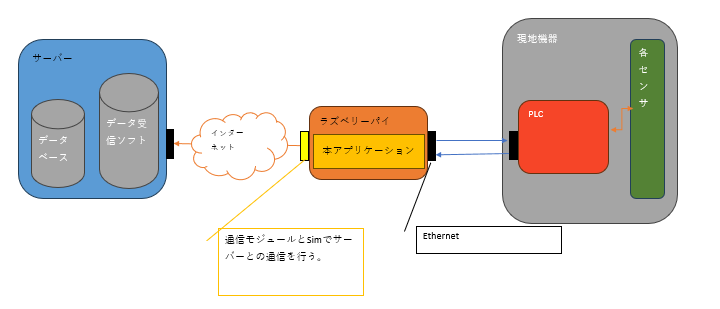 サーバー
データ
ベース
データ受
信ソフト
インター
ネット
ラズベリーパイ
本アプリケーション
現地機器
PLC
各
セ
ン
サ
通信モジュールとSimでサー
バーとの通信を行う。
Ethernet